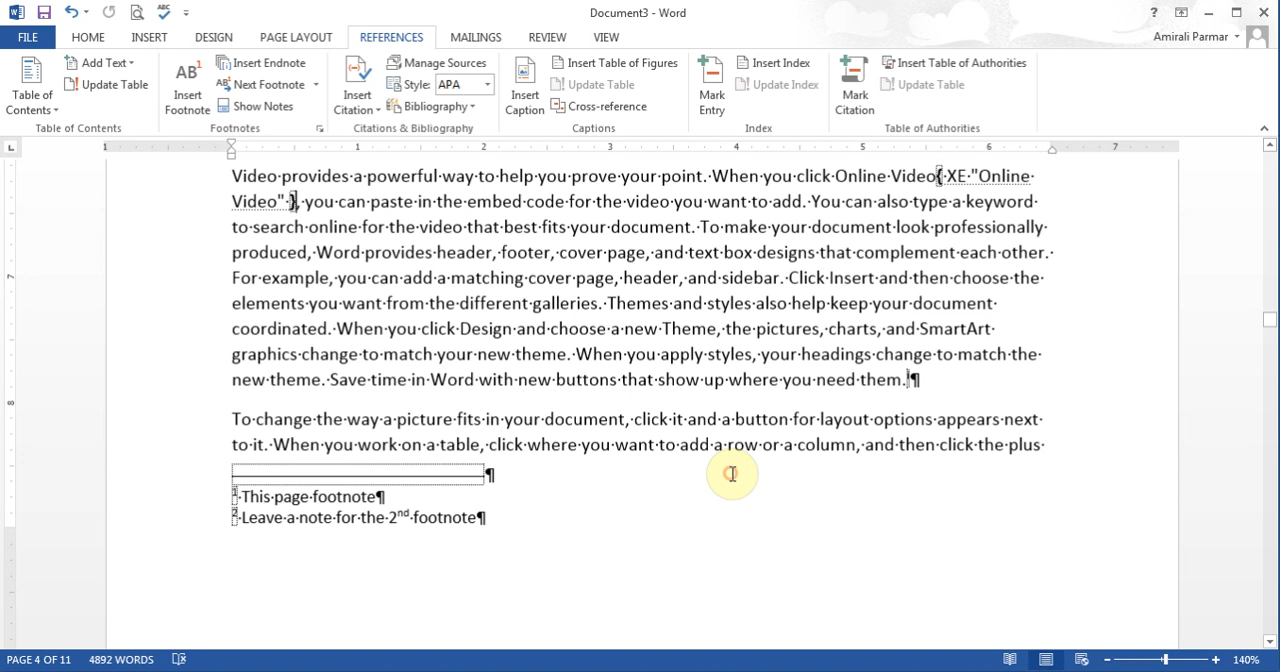 Document3 - Word
?
FILE HOME INSERT DESIGN PAGE LAYOUT REFERENCES MAILINGS REVIEW VIEW Amirali Parmar
Table of Contents
Add Text
Update Table
Table of Contents
AB1 Insert Footnote
Insert Endnote
Next Footnote
Show Notes
Footnotes
Insert Citation
Manage Sources
Style: APA
Bibliography
Citations & Bibliography
Insert Caption
Insert Table of Figures
Update Table
Cross-reference
Captions
Mark Entry
Insert Index
Update Index
Index
Mark Citation
Insert Table of Authorities
Update Table
Table of Authorities
1 1 2 3 4 5 6 7
Video·provides·a·powerful·way·to·help·you·prove·your·point.·When·you·click·Online·Video{·XE·"Online·
Video"·},·you·can·paste·in·the·embed·code·for·the·video·you·want·to·add.·You·can·also·type·a·keyword·
to·search·online·for·the·video·that·best·fits·your·document.·To·make·your·document·look·professionally·
produced,·Word·provides·header,·footer,·cover·page,·and·text·box·designs·that·complement·each·other.·
For·example,·you·can·add·a·matching·cover·page,·header,·and·sidebar.·Click·Insert·and·then·choose·the·
elements·you·want·from·the·different·galleries.·Themes·and·styles·also·help·keep·your·document·
coordinated.·When·you·click·Design·and·choose·a·new·Theme,·the·pictures,·charts,·and·SmartArt·
graphics·change·to·match·your·new·theme.·When·you·apply·styles,·your·headings·change·to·match·the·
new·theme.·Save·time·in·Word·with·new·buttons·that·show·up·where·you·need·them.¶
To·change·the·way·a·picture·fits·in·your·document,·click·it·and·a·button·for·layout·options·appears·next·
to·it.·When·you·work·on·a·table,·click·where·you·want·to·add·a·row·or·a·column,·and·then·click·the·plus·
¶
1·This·page·footnote¶
2·Leave·a·note·for·the·2nd·footnote¶
7
8
PAGE 4 OF 11 4892 WORDS 140%